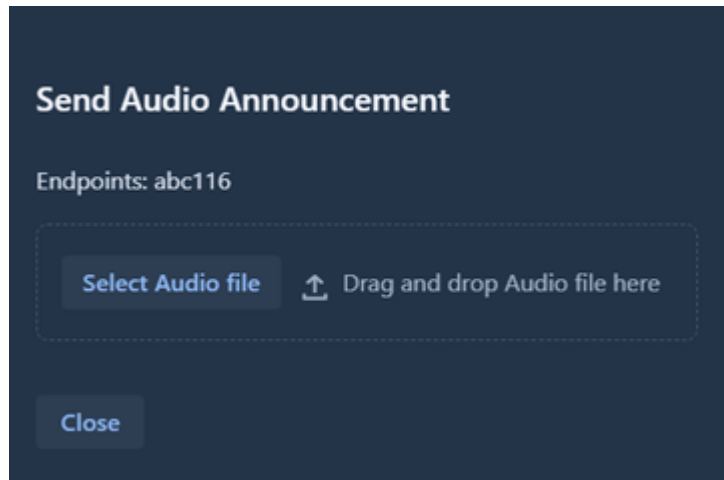 Send Audio Announcement
Endpoints: abc116
Select Audio file Drag and drop Audio file here
Close